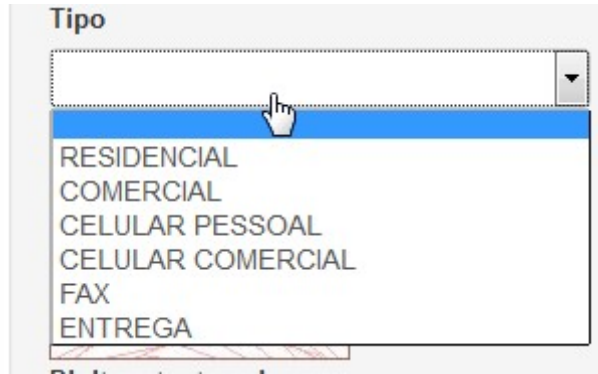 Tipo
RESIDENCIAL
COMERCIAL
CELULAR PESSOAL
CELULAR COMERCIAL
FAX
ENTREGA